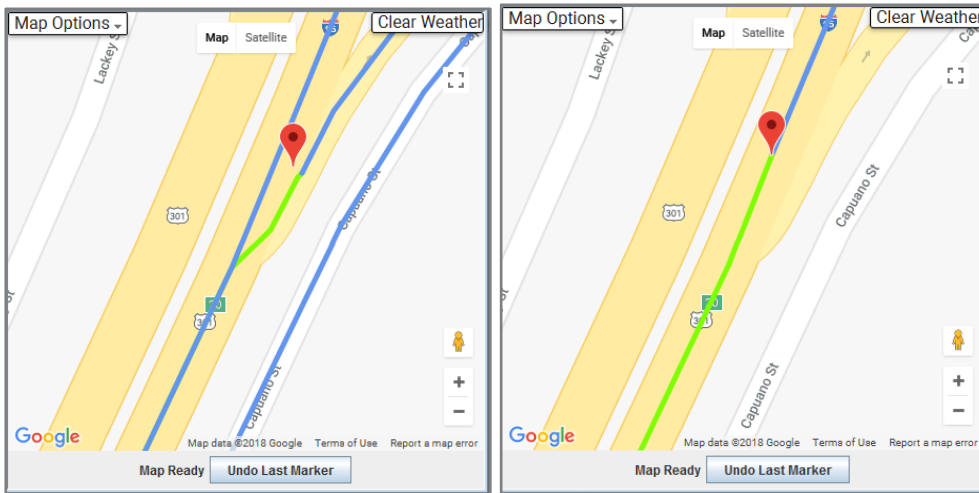 Map Options
Clear Weather
Map Satellite
Lackey St
301
Capuano St
301
Capuano St
Google
Map data ©2018 Google Terms of Use Report a map error
Map Ready Undo Last Marker
Map Options
Clear Weather
Map Satellite
Lackey St
301
Capuano St
301
Capuano St
Google
Map data ©2018 Google Terms of Use Report a map error
Map Ready Undo Last Marker